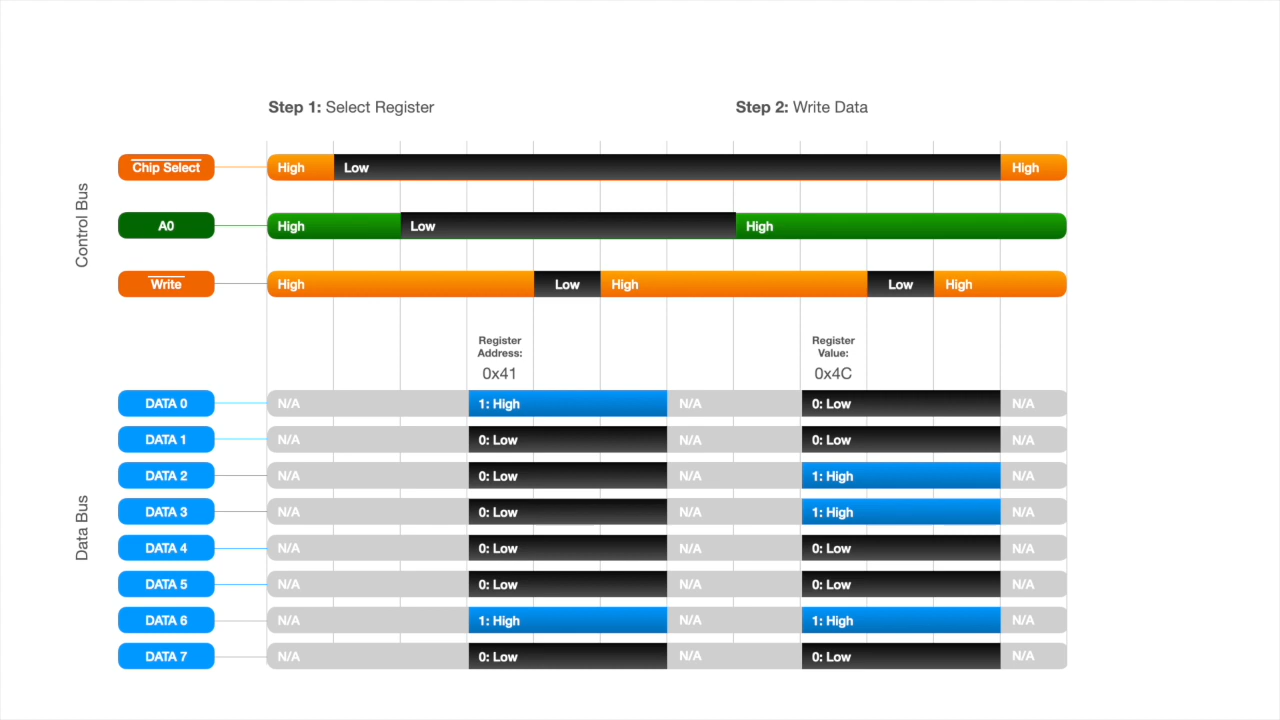 Step 1: Select Register
Step 2: Write Data
Control Bus
Chip Select
High
Low
High
A0
High
Low
High
Write
High
Low
High
Low
High
Register
Address:
0x41
Register
Value:
0x4C
Data Bus
DATA 0
N/A
1: High
N/A
0: Low
N/A
DATA 1
N/A
0: Low
N/A
0: Low
N/A
DATA 2
N/A
0: Low
N/A
1: High
N/A
DATA 3
N/A
0: Low
N/A
1: High
N/A
DATA 4
N/A
0: Low
N/A
0: Low
N/A
DATA 5
N/A
0: Low
N/A
0: Low
N/A
DATA 6
N/A
1: High
N/A
1: High
N/A
DATA 7
N/A
0: Low
N/A
0: Low
N/A